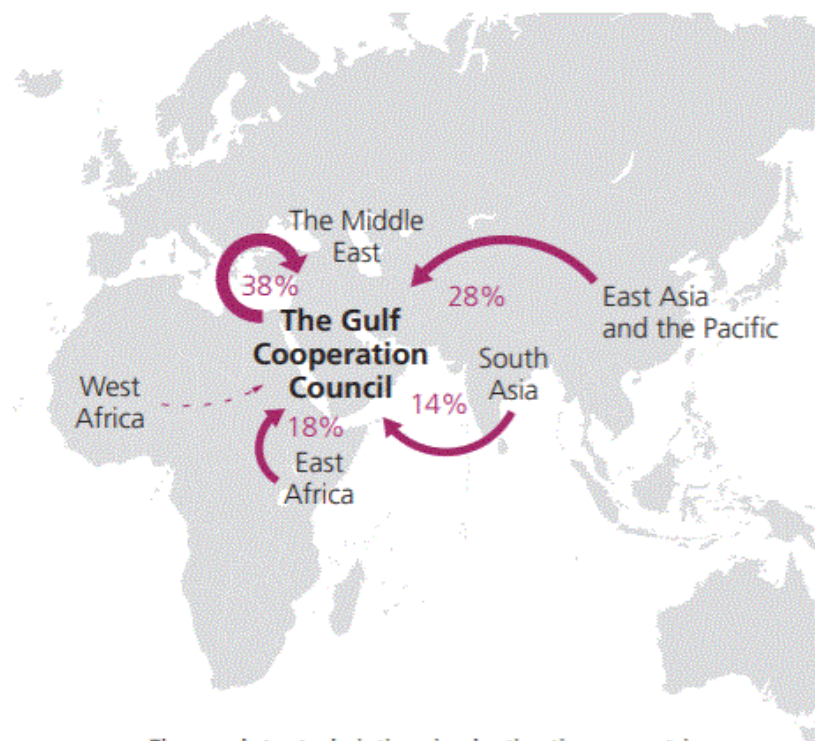 The Middle
East
38%
28%
East Asia
and the Pacific
The Gulf
Cooperation
Council
South
Asia
West
Africa
14%
18%
East
Africa